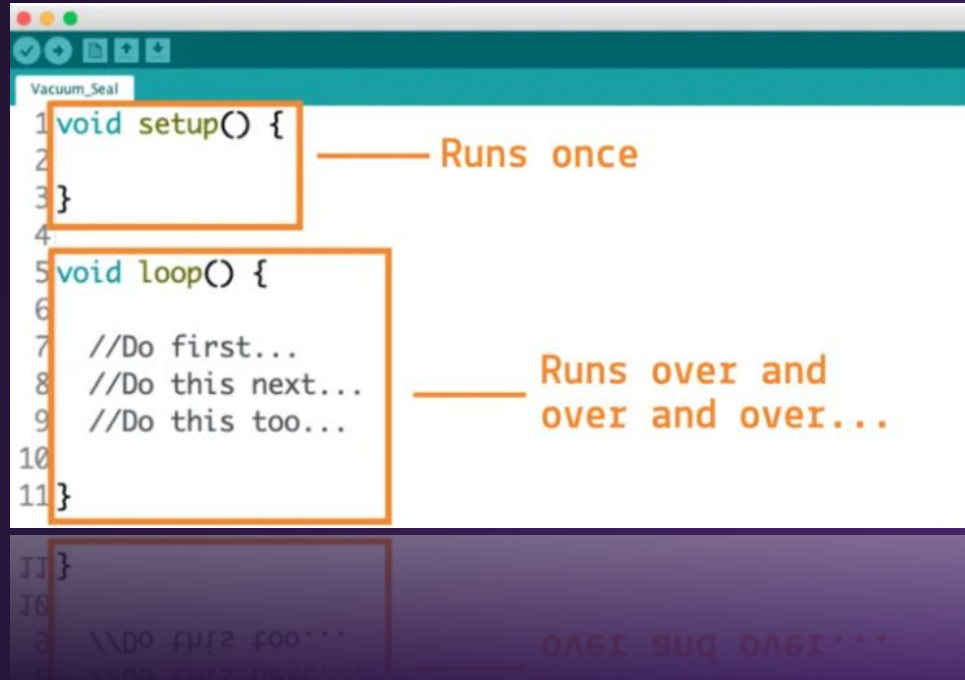 Vacuum_Seal
1 void setup() {
2
3 }
4
5 void loop() {
6
7 //Do first...
8 //Do this next...
9 //Do this too...
10
11 }
Runs once
Runs over and
over and over...